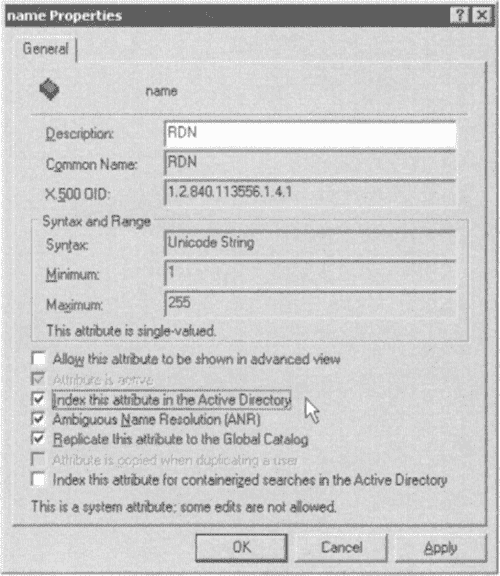 name Properties
General
name
Description: RDN
Common Name: RDN
X.500 OID: 1.2.840.113556.1.4.1
Syntax and Range
Syntax: Unicode String
Minimum: 1
Maximum: 255
This attribute is single-valued.
Allow this attribute to be shown in advanced view
Attribute is active
Index this attribute in the Active Directory
Ambiguous Name Resolution (ANR)
Replicate this attribute to the Global Catalog
Attribute is copied when duplicating a user
Index this attribute for containerized searches in the Active Directory
This is a system attribute; some edits are not allowed.
OK Cancel Apply